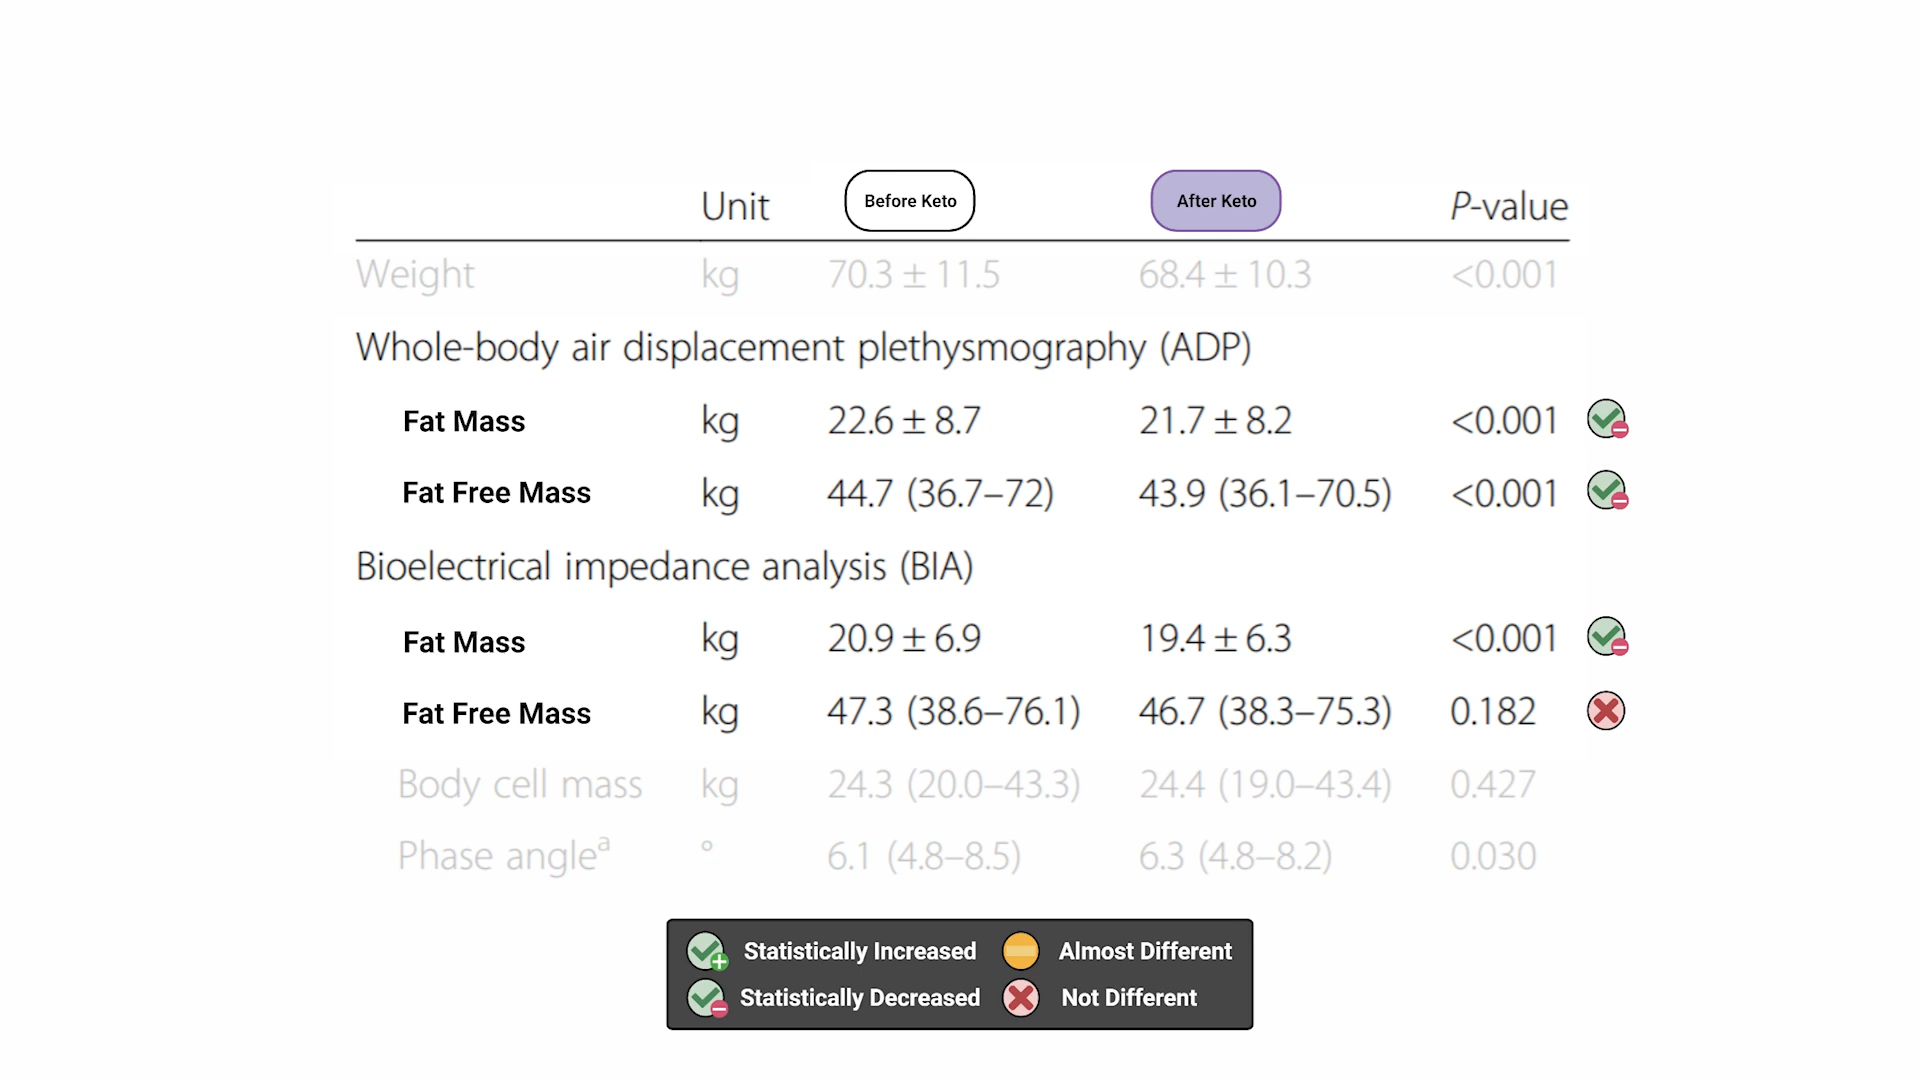 Unit Before Keto After Keto P-value
Weight kg 70.3 ± 11.5 68.4 ± 10.3 <0.001
Whole-body air displacement plethysmography (ADP)
Fat Mass kg 22.6 ± 8.7 21.7 ± 8.2 <0.001
Fat Free Mass kg 44.7 (36.7–72) 43.9 (36.1–70.5) <0.001
Bioelectrical impedance analysis (BIA)
Fat Mass kg 20.9 ± 6.9 19.4 ± 6.3 <0.001
Fat Free Mass kg 47.3 (38.6–76.1) 46.7 (38.3–75.3) 0.182
Body cell mass kg 24.3 (20.0–43.3) 24.4 (19.0–43.4) 0.427
Phase angleᵃ ° 6.1 (4.8–8.5) 6.3 (4.8–8.2) 0.030
Statistically Increased Almost Different
Statistically Decreased Not Different